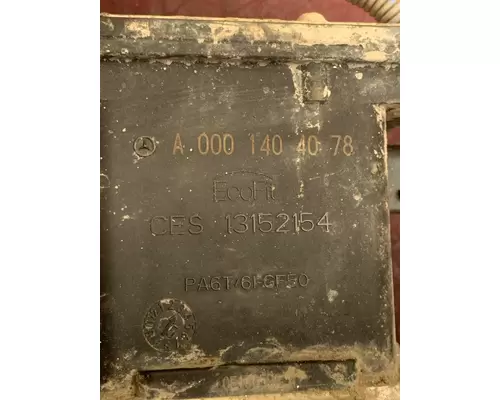 A 000 140 40 78
EcoFit
CES 13152154
PA6T/6I-GF50